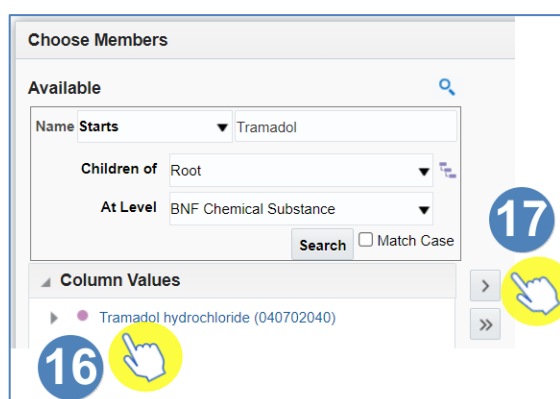 Choose Members
Available
Name Starts Tramadol
Children of Root
At Level BNF Chemical Substance
Search Match Case
17
Column Values
>
Tramadol hydrochloride (040702040)
>>
16